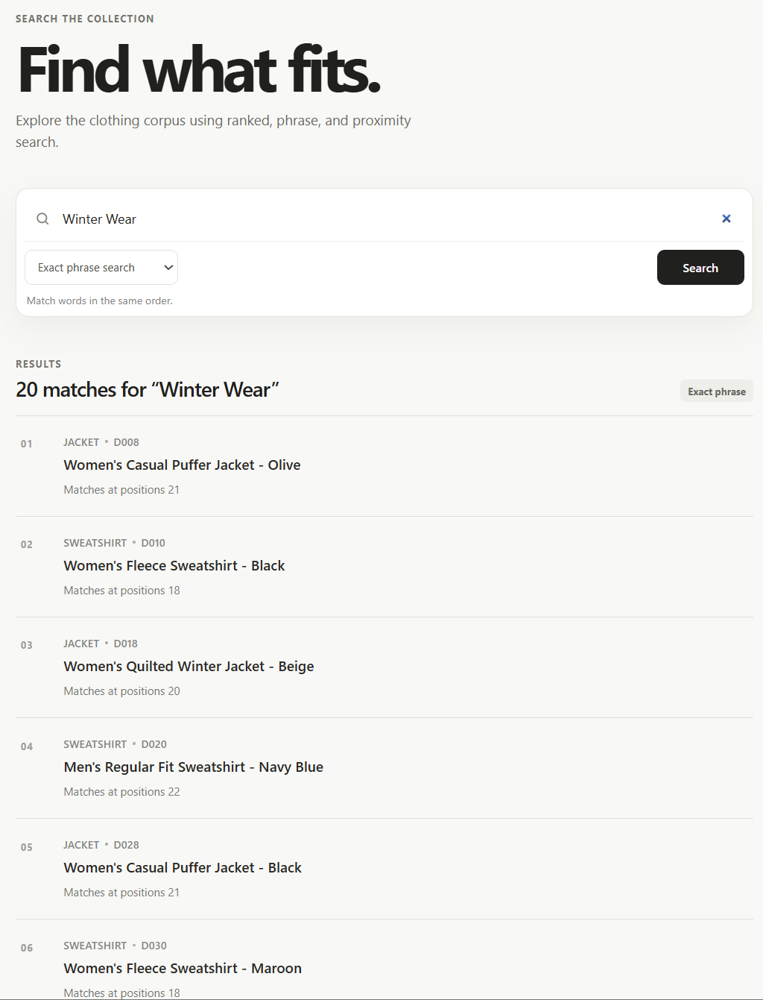 SEARCH THE COLLECTION
Find what fits.
Explore the clothing corpus using ranked, phrase, and proximity
search.
Winter Wear
Exact phrase search
Search
Match words in the same order.
RESULTS
20 matches for “Winter Wear”
Exact phrase
01
JACKET • D008
Women's Casual Puffer Jacket - Olive
Matches at positions 21
02
SWEATSHIRT • D010
Women's Fleece Sweatshirt - Black
Matches at positions 18
03
JACKET • D018
Women's Quilted Winter Jacket - Beige
Matches at positions 20
04
SWEATSHIRT • D020
Men's Regular Fit Sweatshirt - Navy Blue
Matches at positions 22
05
JACKET • D028
Women's Casual Puffer Jacket - Black
Matches at positions 21
06
SWEATSHIRT • D030
Women's Fleece Sweatshirt - Maroon
Matches at positions 18